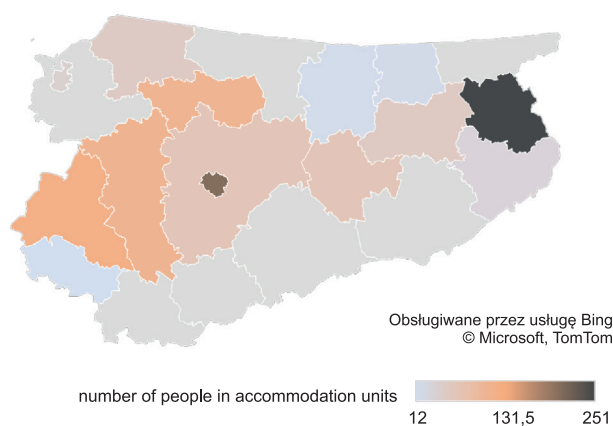 Obsługiwane przez usługę Bing
© Microsoft, TomTom
number of people in accommodation units
12 131,5 251